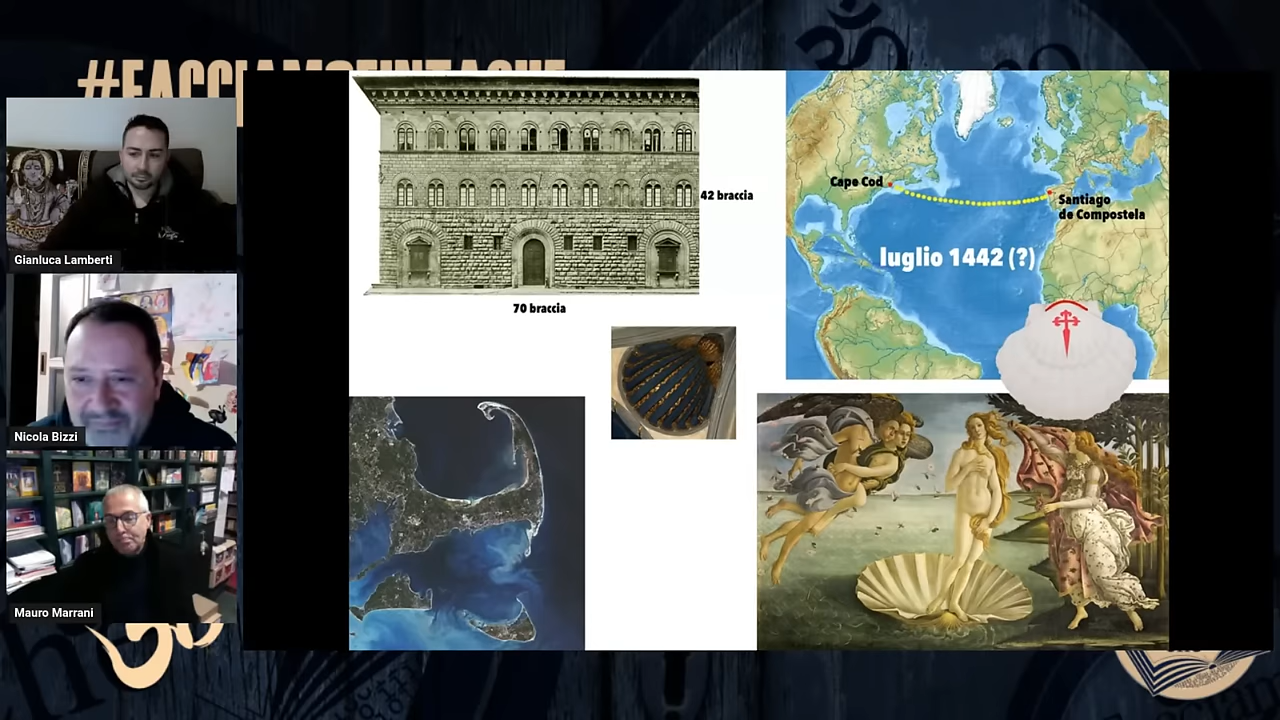 Gianluca Lamberti
Nicola Bizzi
Mauro Marrani
42 braccia
70 braccia
Cape Cod
Santiago
de Compostela
luglio 1442 (?)